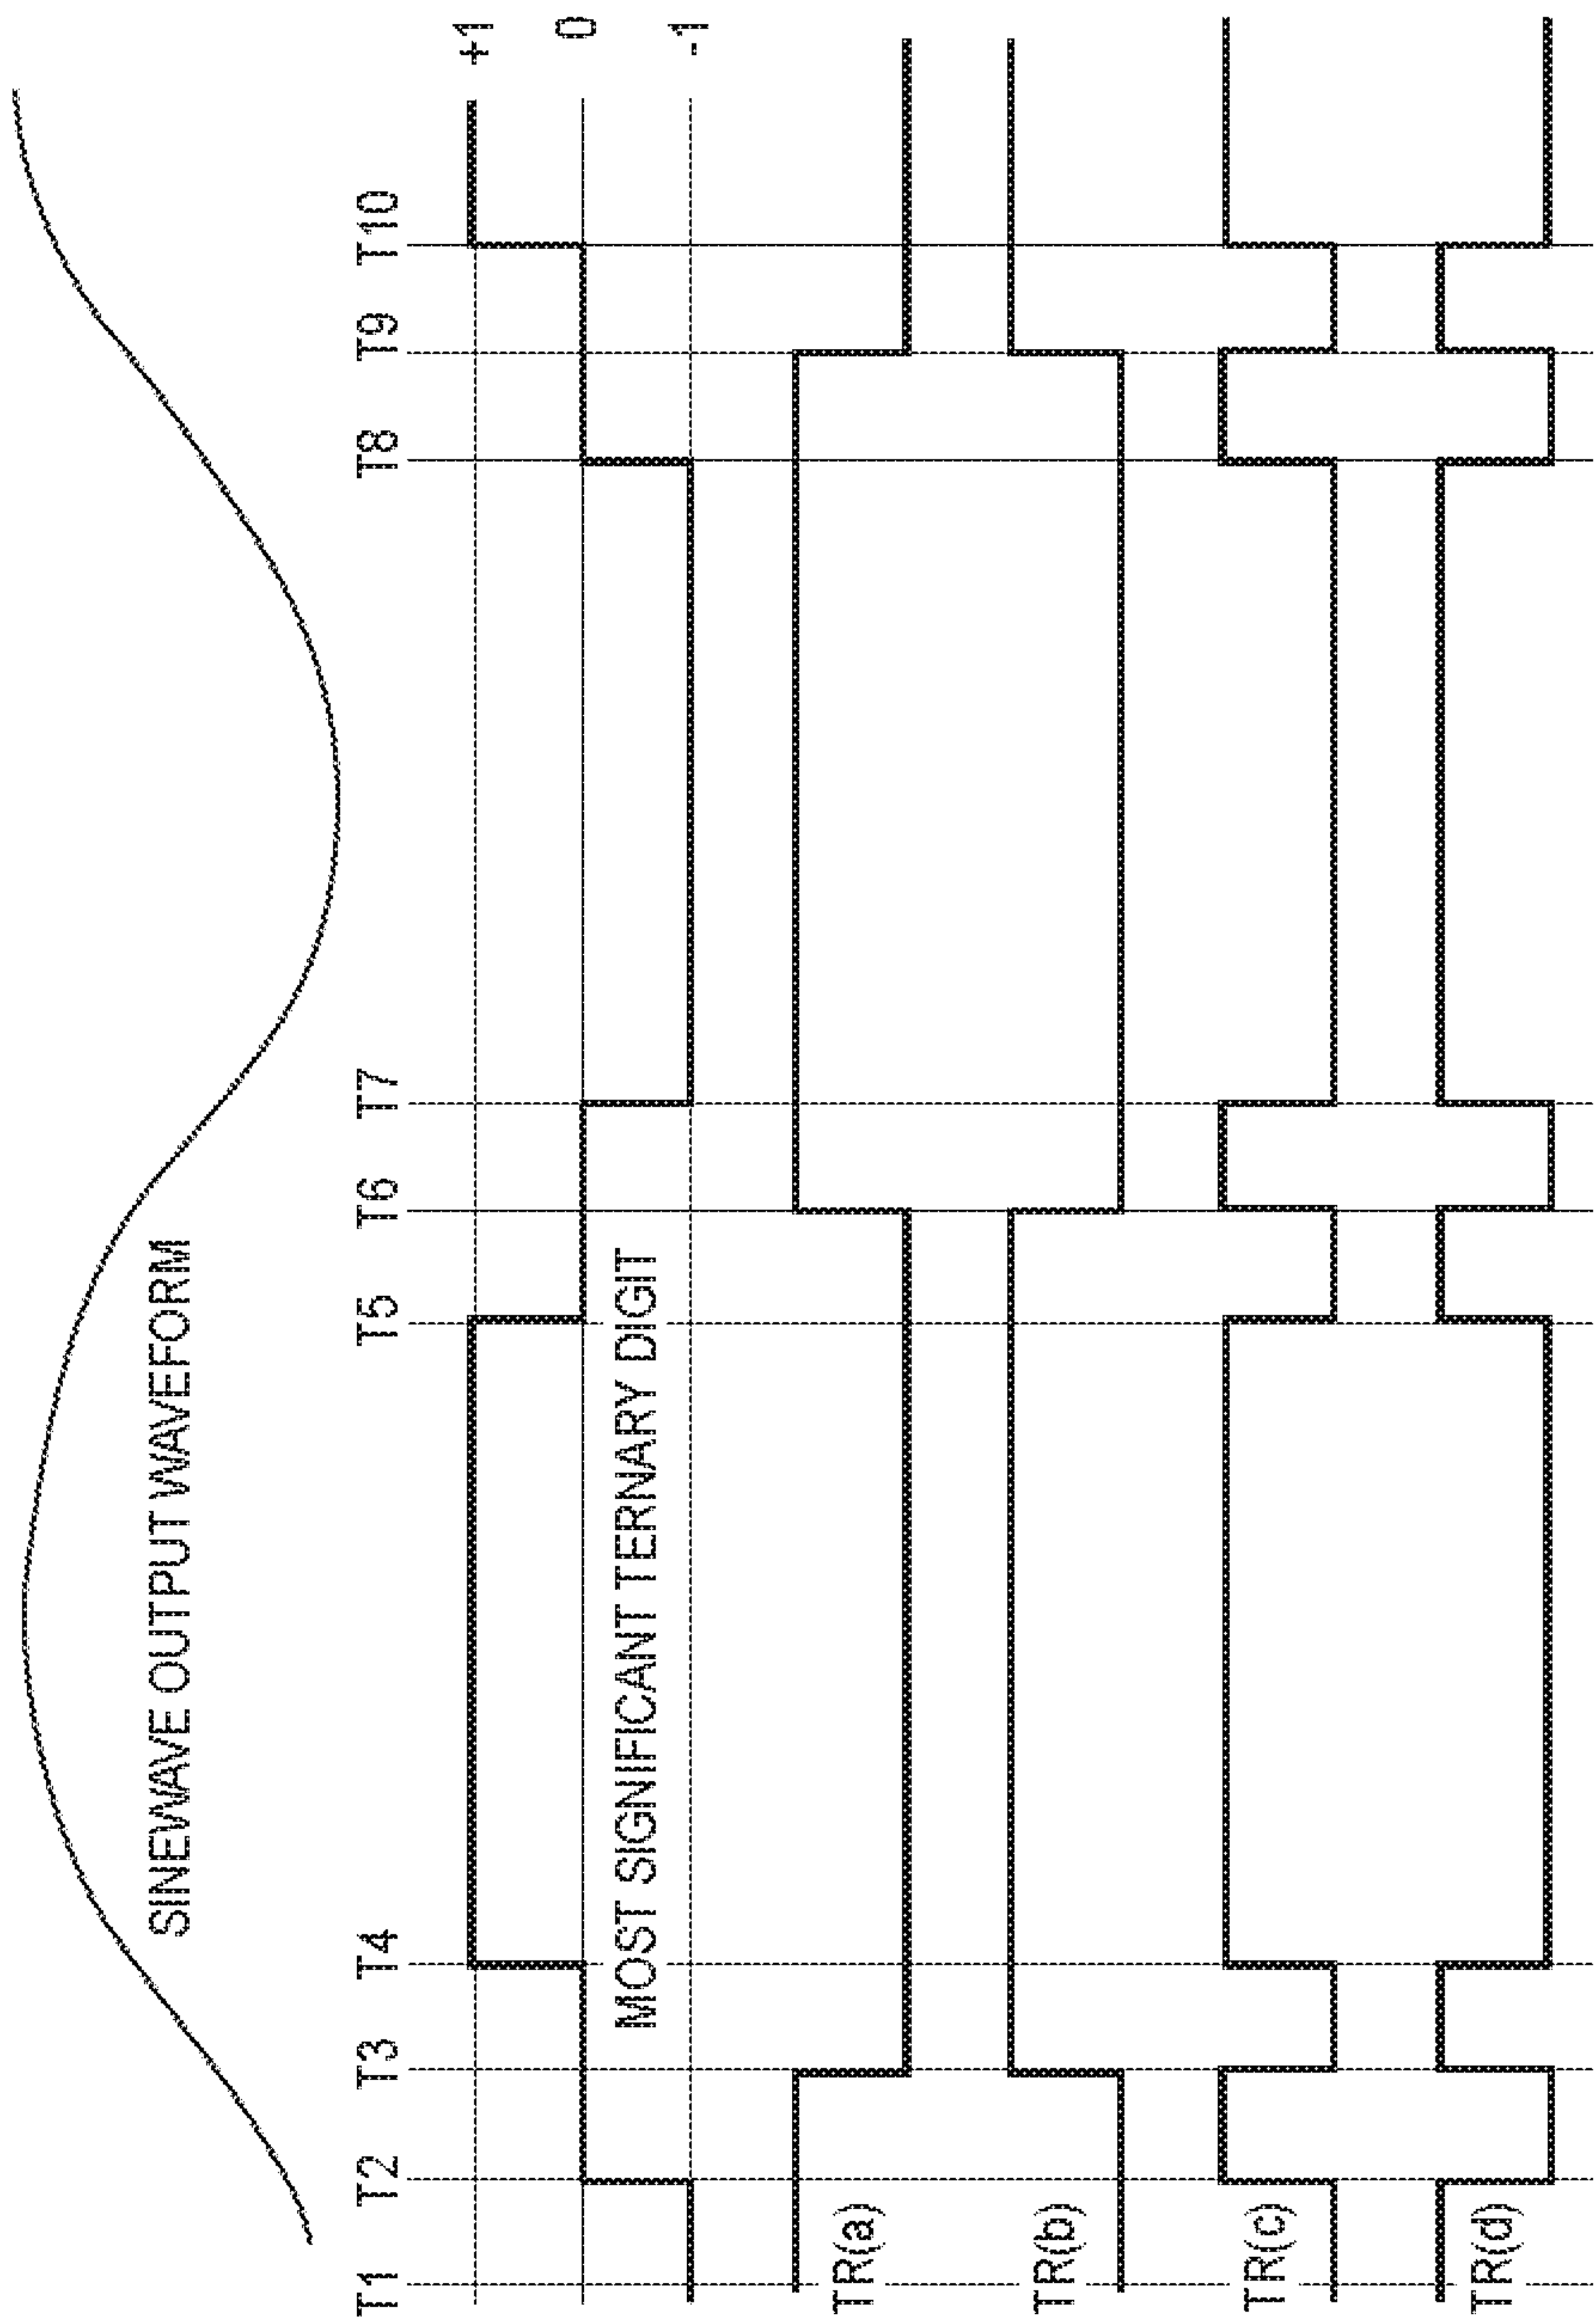 SINEWAVE OUTPUT WAVEFORM
T1 T2 T3 T4 T5 T6 T7 T8 T9 T10
+1
0
-1
MOST SIGNIFICANT TERNARY DIGIT
TR(a)
TR(b)
TR(c)
TR(d)